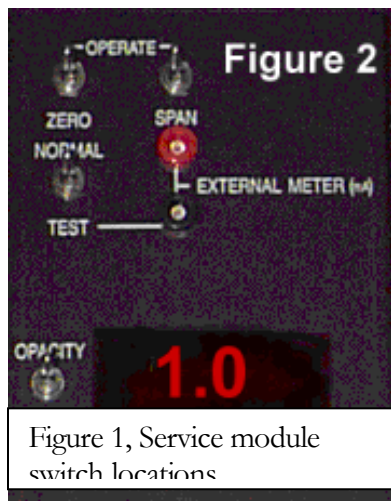 OPERATE
Figure 2
ZERO
SPAN
NORMAL
EXTERNAL METER (mA)
TEST
OPACITY
1.0
Figure 1, Service module
switch locations